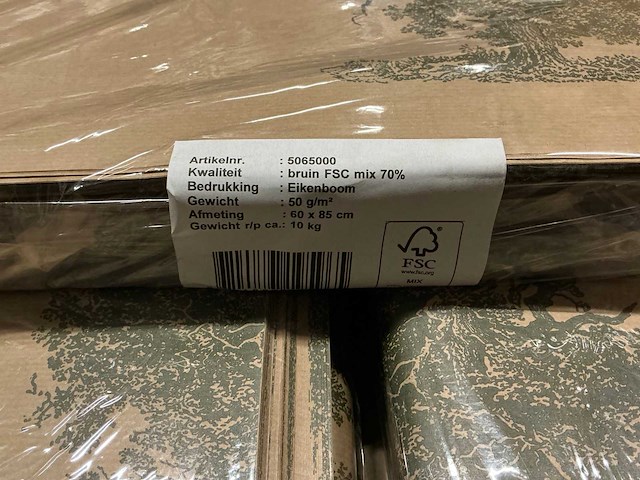 Artikelnr. : 5065000
Kwaliteit : bruin FSC mix 70%
Bedrukking : Eikenboom
Gewicht : 50 g/m²
Afmeting : 60 x 85 cm
Gewicht r/p ca.: 10 kg
®
FSC
www.fsc.org
MIX